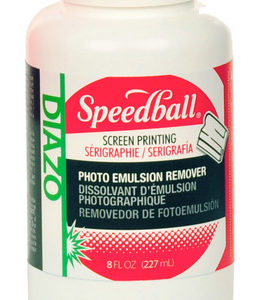 DIAZO
Speedball®
SCREEN PRINTING
SÉRIGRAPHIE / SERIGRAFÍA
PHOTO EMULSION REMOVER
DISSOLVANT D'ÉMULSION
PHOTOGRAPHIQUE
REMOVEDOR DE FOTOEMULSIÓN
8 FL OZ (227 mL)